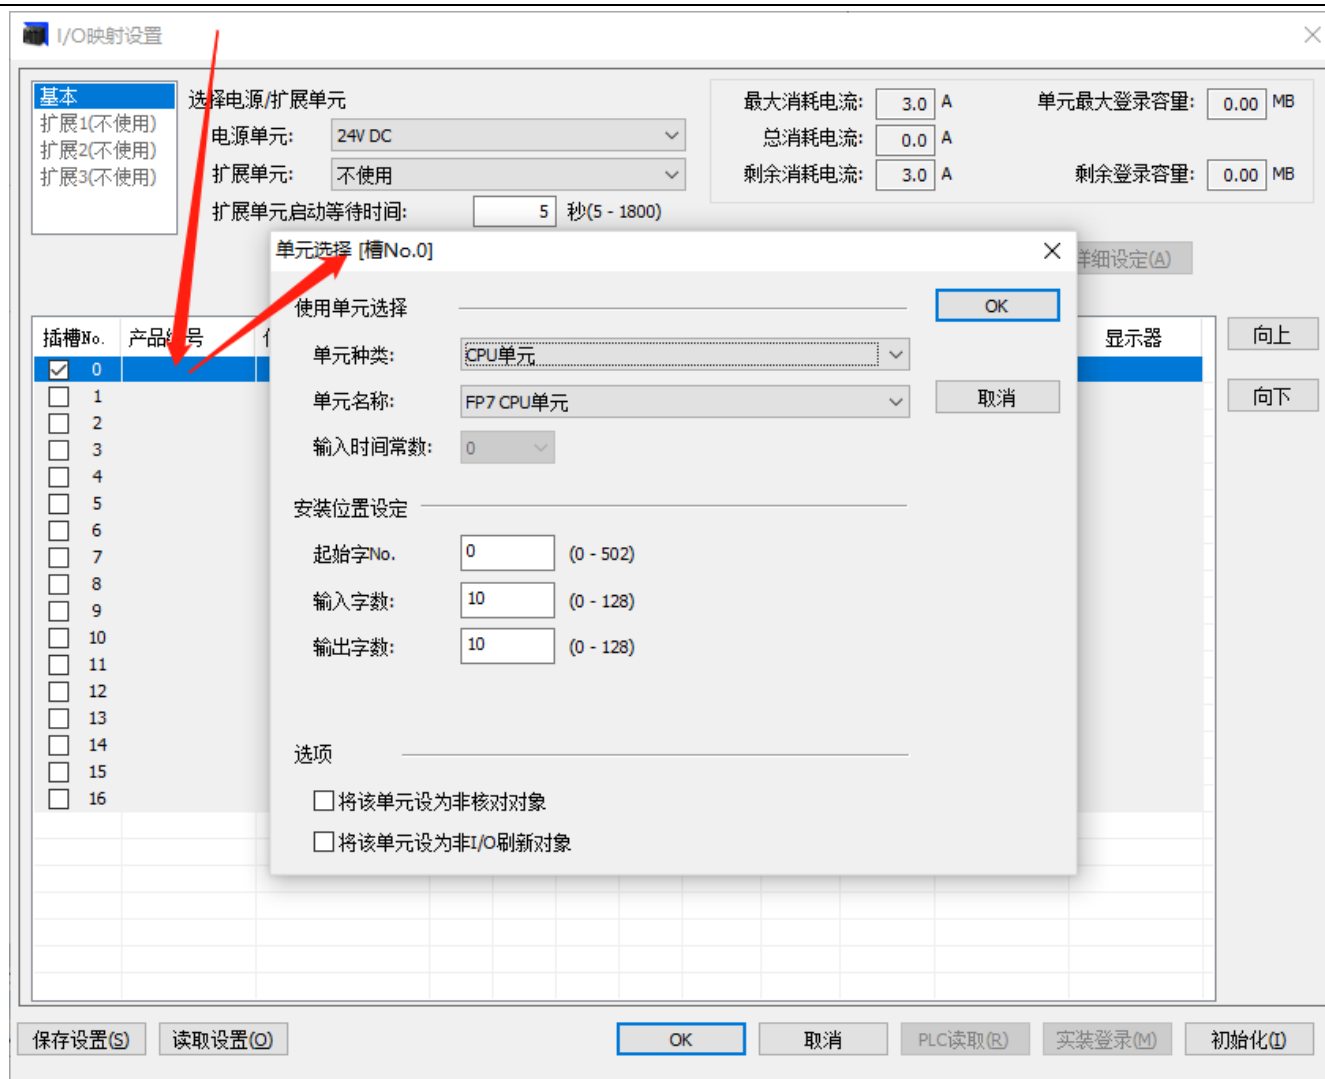 I/O映射设置
基本
扩展1(不使用)
扩展2(不使用)
扩展3(不使用)
选择电源/扩展单元
电源单元: 24V DC
扩展单元: 不使用
扩展单元启动等待时间: 5 秒(5 - 1800)
最大消耗电流: 3.0 A
总消耗电流: 0.0 A
剩余消耗电流: 3.0 A
单元最大登录容量: 0.00 MB
剩余登录容量: 0.00 MB
详细设定(A)
插槽No. 产品编号 显示器
0
1
2
3
4
5
6
7
8
9
10
11
12
13
14
15
16
向上
向下
单元选择 [槽No.0]
使用单元选择
OK
单元种类: CPU单元
单元名称: FP7 CPU单元
取消
输入时间常数: 0
安装位置设定
起始字No. 0 (0 - 502)
输入字数: 10 (0 - 128)
输出字数: 10 (0 - 128)
选项
将该单元设为非核对对象
将该单元设为非I/O刷新对象
保存设置(S) 读取设置(O) OK 取消 PLC读取(R) 实装登录(M) 初始化(I)